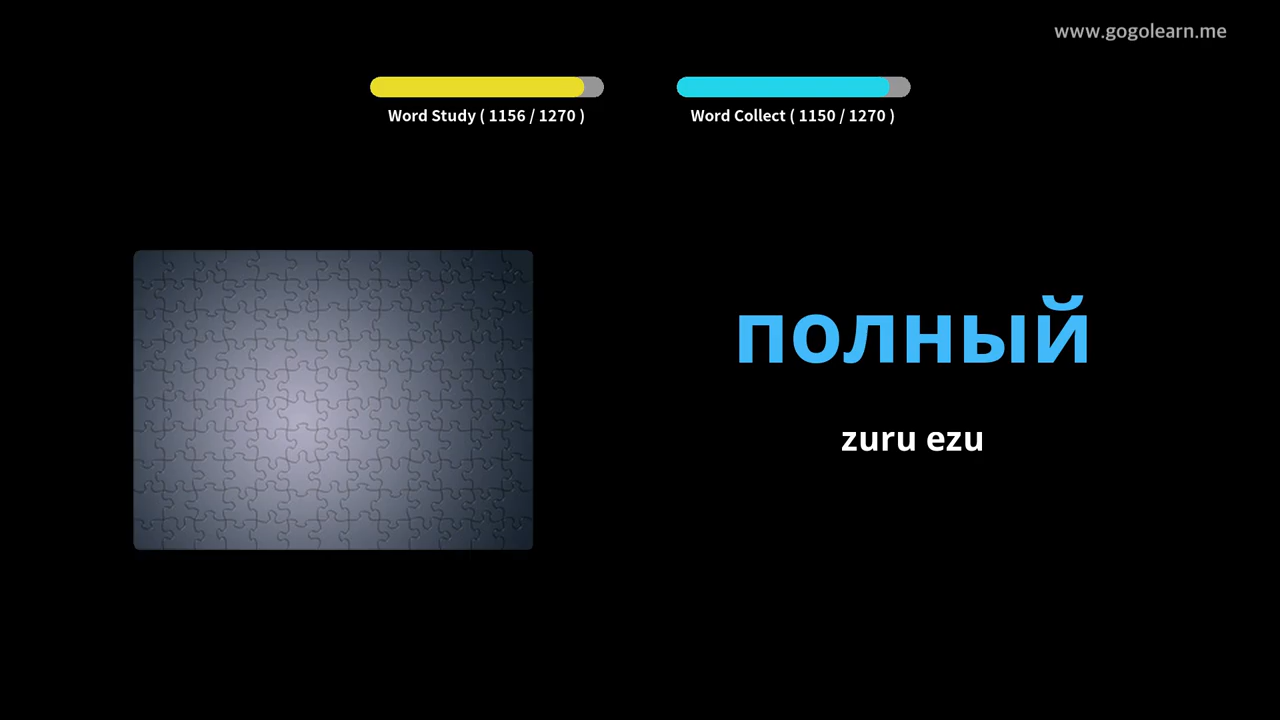 www.gogolearn.me
Word Study ( 1156 / 1270 )
Word Collect ( 1150 / 1270 )
полный
zuru ezu